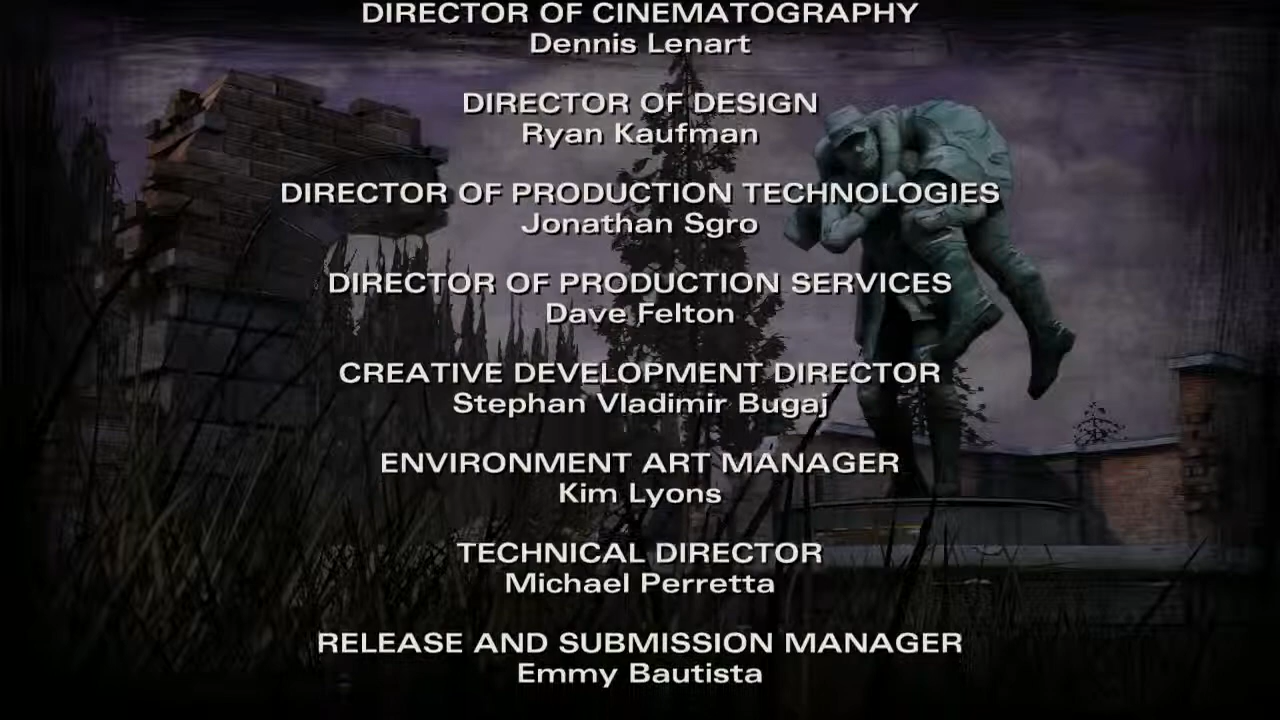 DIRECTOR OF CINEMATOGRAPHY
Dennis Lenart
DIRECTOR OF DESIGN
Ryan Kaufman
DIRECTOR OF PRODUCTION TECHNOLOGIES
Jonathan Sgro
DIRECTOR OF PRODUCTION SERVICES
Dave Felton
CREATIVE DEVELOPMENT DIRECTOR
Stephan Vladimir Bugaj
ENVIRONMENT ART MANAGER
Kim Lyons
TECHNICAL DIRECTOR
Michael Perretta
RELEASE AND SUBMISSION MANAGER
Emmy Bautista